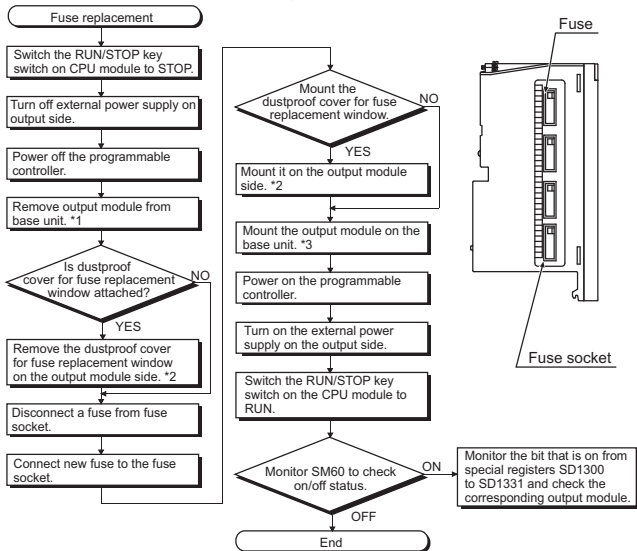 Fuse replacement
Switch the RUN/STOP key
switch on CPU module to STOP.
Turn off external power supply on
output side.
Power off the programmable
controller.
Remove output module from
base unit. *1
Is dustproof
cover for fuse replacement
window attached?
NO
YES
Remove the dustproof cover
for fuse replacement window
on the output module side. *2
Disconnect a fuse from fuse
socket.
Connect new fuse to the fuse
socket.
Mount the
dustproof cover for fuse
replacement window.
NO
YES
Mount it on the output module
side. *2
Mount the output module on the
base unit. *3
Power on the programmable
controller.
Turn on the external power
supply on the output side.
Switch the RUN/STOP key
switch on the CPU module to
RUN.
Monitor SM60 to check
on/off status.
ON
OFF
End
Monitor the bit that is on from
special registers SD1300
to SD1331 and check the
corresponding output module.
Fuse
Fuse socket